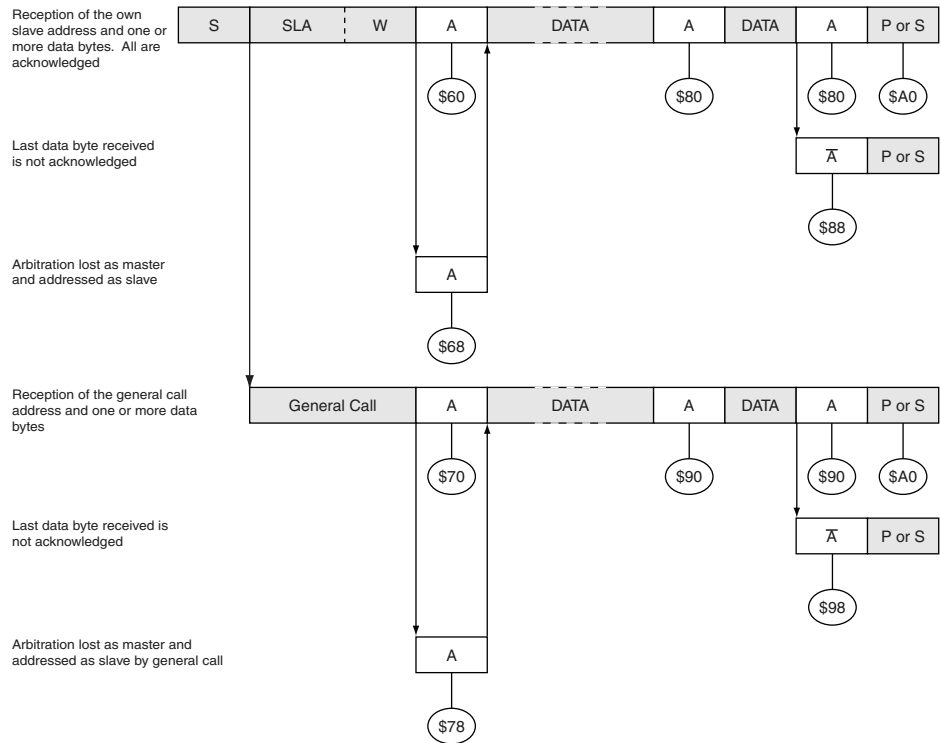 Reception of the own
slave address and one or
more data bytes. All are
acknowledged
S SLA W A DATA A DATA A P or S
$60 $80 $80 $A0
Last data byte received
is not acknowledged
A̅ P or S
$88
Arbitration lost as master
and addressed as slave
A
$68
Reception of the general call
address and one or more data
bytes
General Call A DATA A DATA A P or S
$70 $90 $90 $A0
Last data byte received is
not acknowledged
A̅ P or S
$98
Arbitration lost as master and
addressed as slave by general call
A
$78